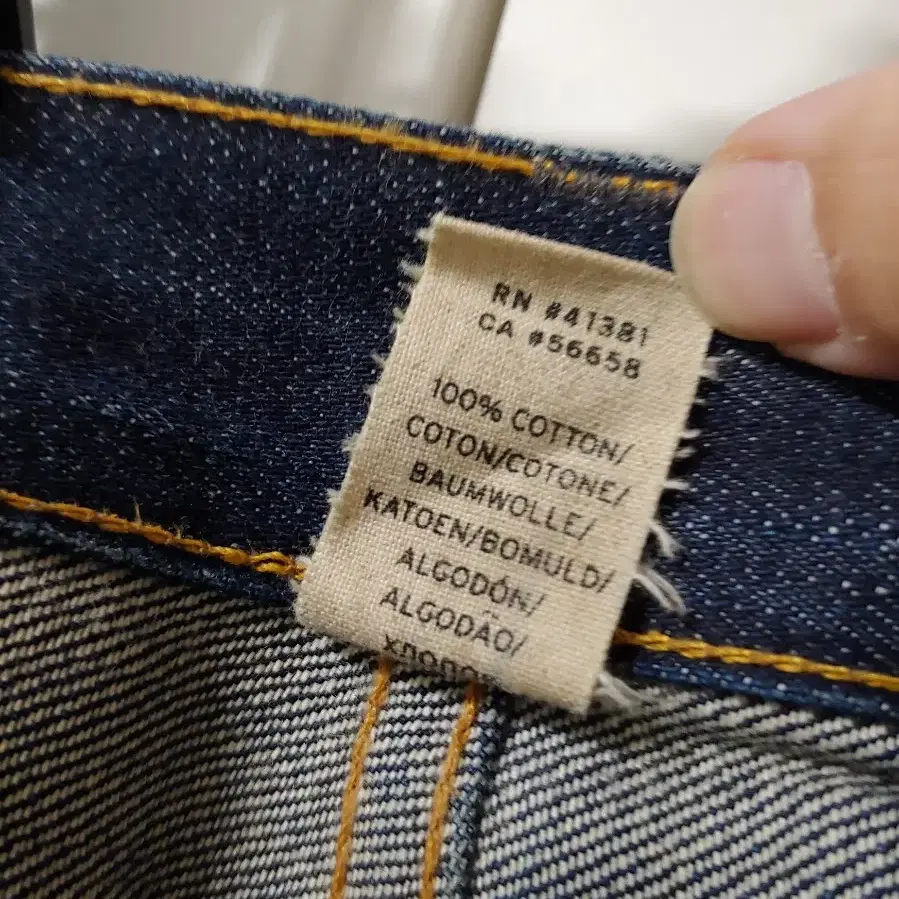 RN #41381
CA #56658
100% COTTON/
COTON/COTONE/
BAUMWOLLE/
KATOEN/BOMULD/
ALGODÓN/
ALGODÃO/